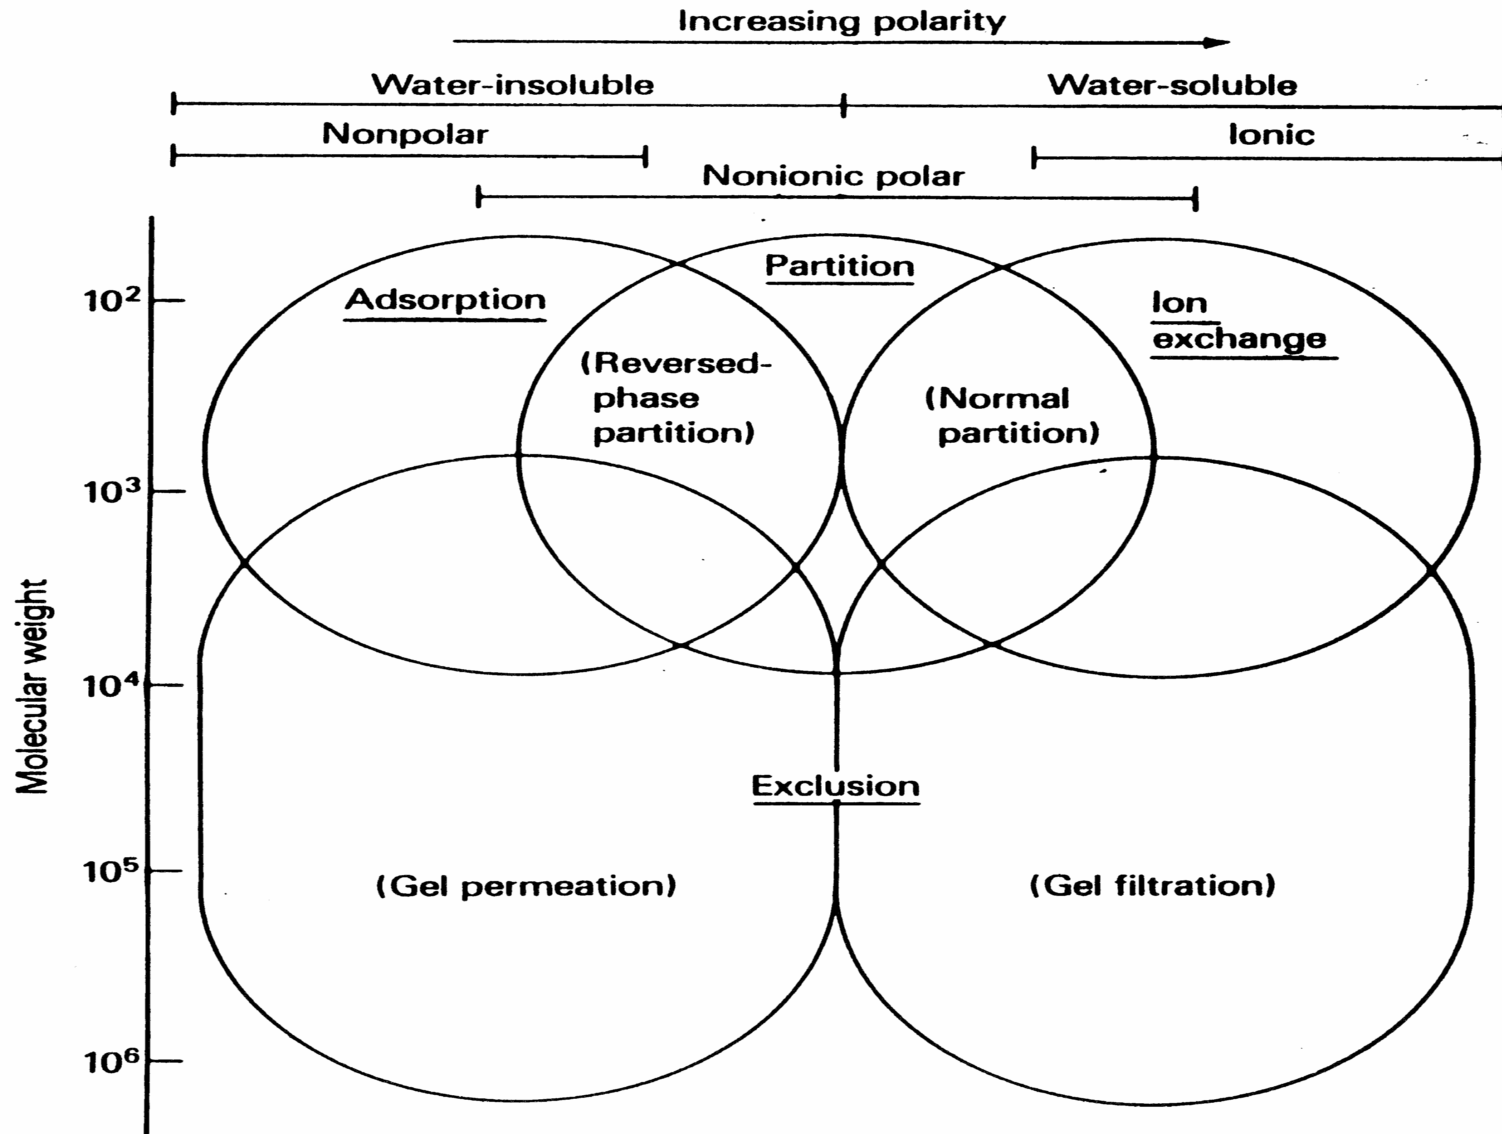 Increasing polarity
Water-insoluble
Water-soluble
Nonpolar
Ionic
Nonionic polar
Partition
Adsorption
Ion
exchange
(Reversed-
phase
partition)
(Normal
partition)
10²
10³
10⁴
10⁵
10⁶
Molecular weight
Exclusion
(Gel permeation)
(Gel filtration)